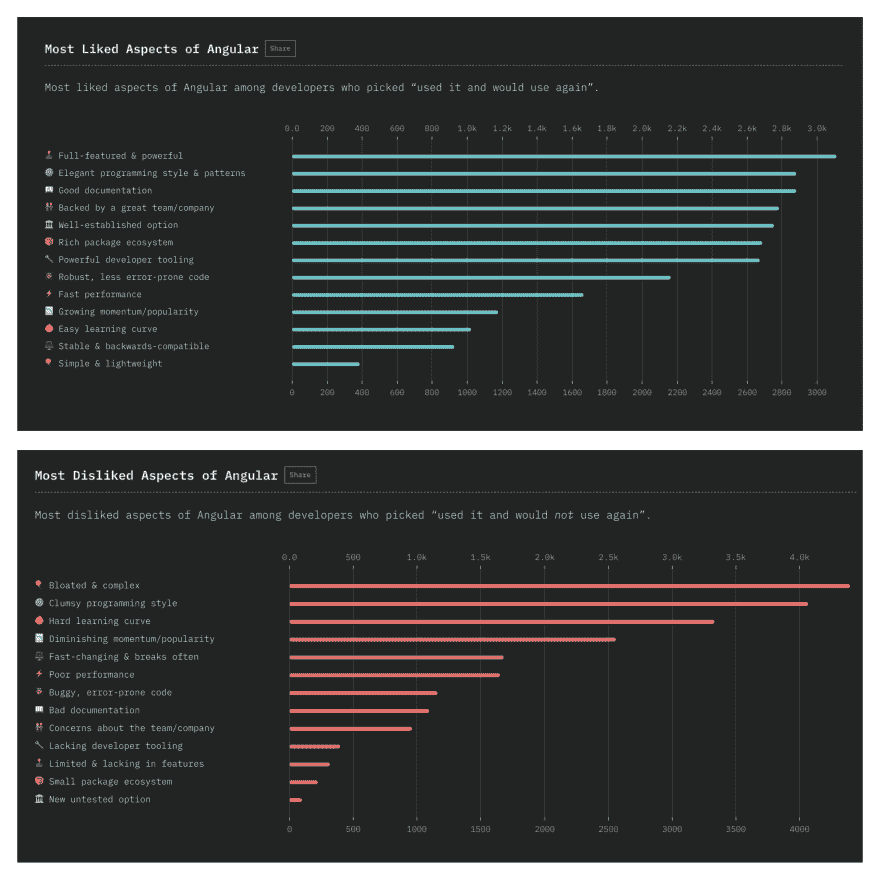 Most Liked Aspects of Angular Share
Most liked aspects of Angular among developers who picked “used it and would use again”.
0.0 200 400 600 800 1.0k 1.2k 1.4k 1.6k 1.8k 2.0k 2.2k 2.4k 2.6k 2.8k 3.0k
Full-featured & powerful
Elegant programming style & patterns
Good documentation
Backed by a great team/company
Well-established option
Rich package ecosystem
Powerful developer tooling
Robust, less error-prone code
Fast performance
Growing momentum/popularity
Easy learning curve
Stable & backwards-compatible
Simple & lightweight
0 200 400 600 800 1000 1200 1400 1600 1800 2000 2200 2400 2600 2800 3000
Most Disliked Aspects of Angular Share
Most disliked aspects of Angular among developers who picked “used it and would not use again”.
0.0 500 1.0k 1.5k 2.0k 2.5k 3.0k 3.5k 4.0k
Bloated & complex
Clumsy programming style
Hard learning curve
Diminishing momentum/popularity
Fast-changing & breaks often
Poor performance
Buggy, error-prone code
Bad documentation
Concerns about the team/company
Lacking developer tooling
Limited & lacking in features
Small package ecosystem
New untested option
0 500 1000 1500 2000 2500 3000 3500 4000